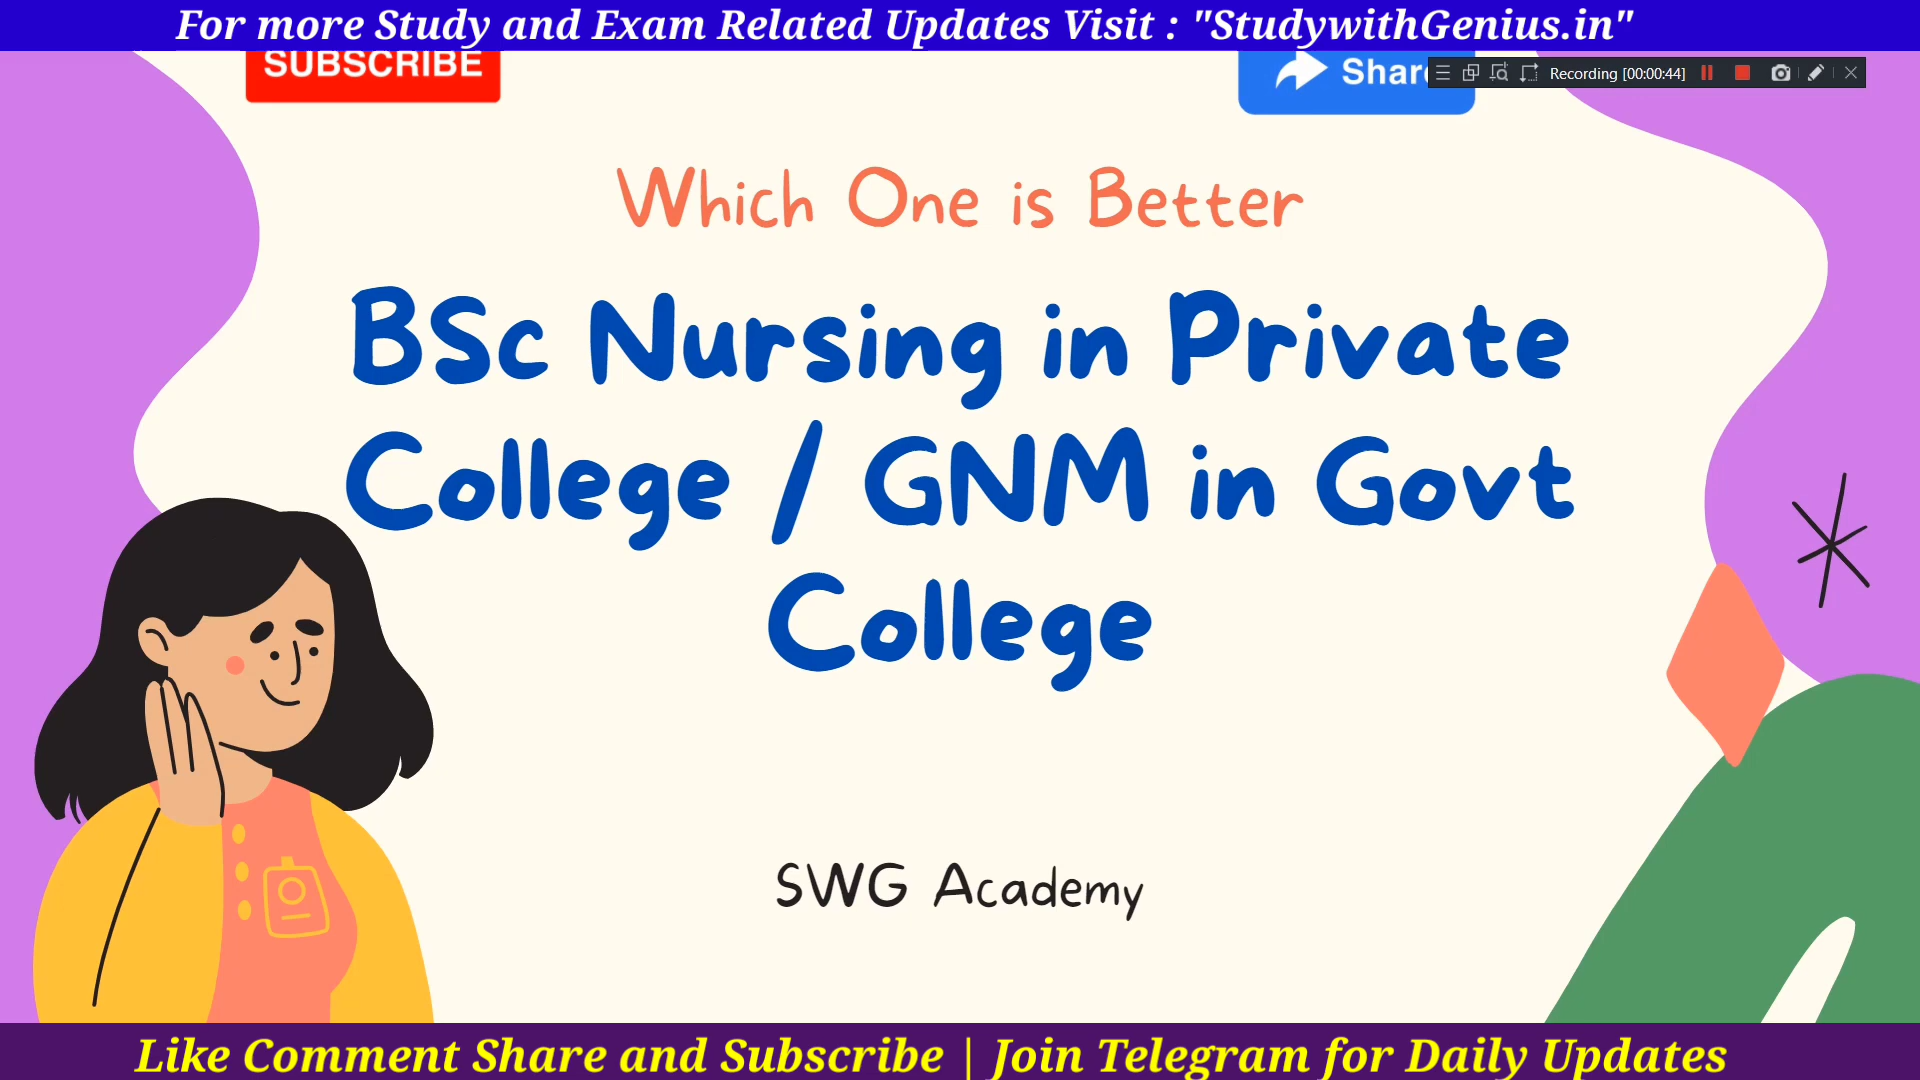 For more Study and Exam Related Updates Visit : "StudywithGenius.in"
SUBSCRIBE
Share
Recording [00:00:44]
Which One is Better
BSc Nursing in Private
College / GNM in Govt
College
SWG Academy
Like Comment Share and Subscribe | Join Telegram for Daily Updates